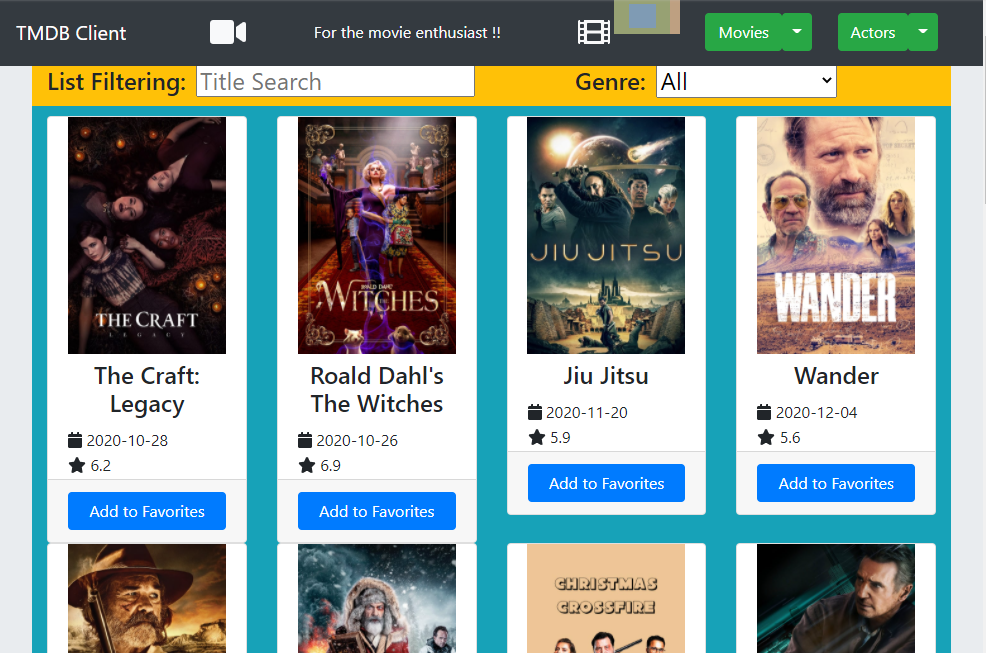 TMDB Client
For the movie enthusiast !!
Movies
Actors
List Filtering:
Title Search
Genre:
All
THE CRAFT
LEGACY
ROALD DAHL'S
THE WITCHES
JIU JITSU
WANDER
The Craft:
Legacy
Roald Dahl's
The Witches
Jiu Jitsu
Wander
2020-10-28
2020-10-26
2020-11-20
2020-12-04
6.2
6.9
5.9
5.6
Add to Favorites
Add to Favorites
Add to Favorites
Add to Favorites
CHRISTMAS
CROSSFIRE